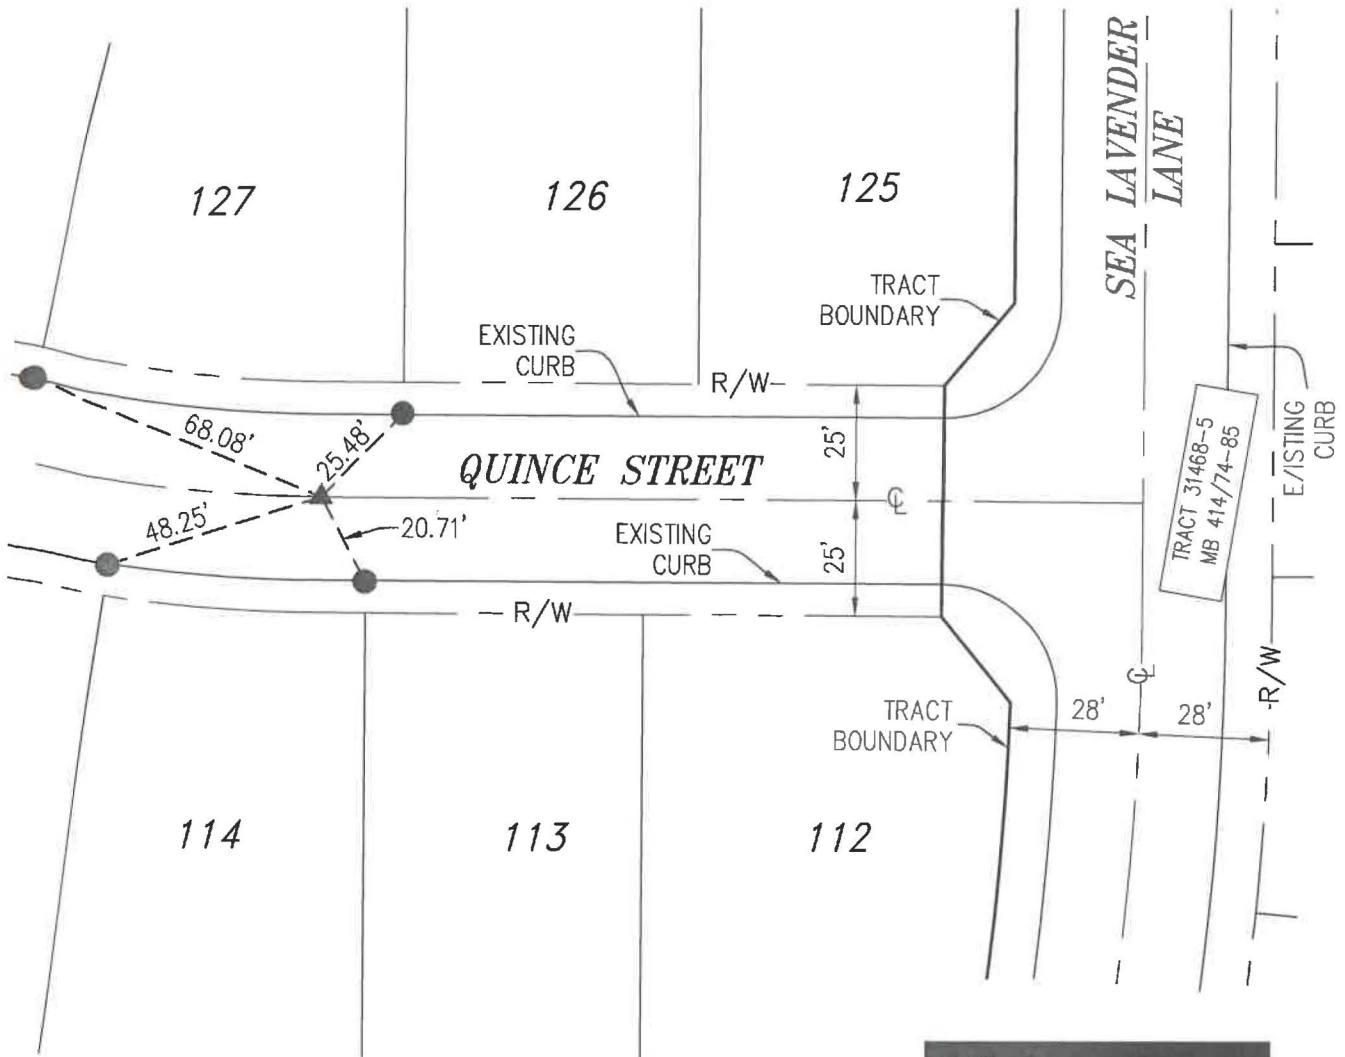 SEA LAVENDER
LANE
127
126
125
TRACT
BOUNDARY
EXISTING
CURB
R/W
68.08'
25.48'
QUINCE STREET
25'
℄
48.25'
20.71'
EXISTING
CURB
25'
R/W
TRACT 31468-5
MB 414/74-85
EXISTING
CURB
℄
R/W
TRACT
BOUNDARY
28'
28'
114
113
112